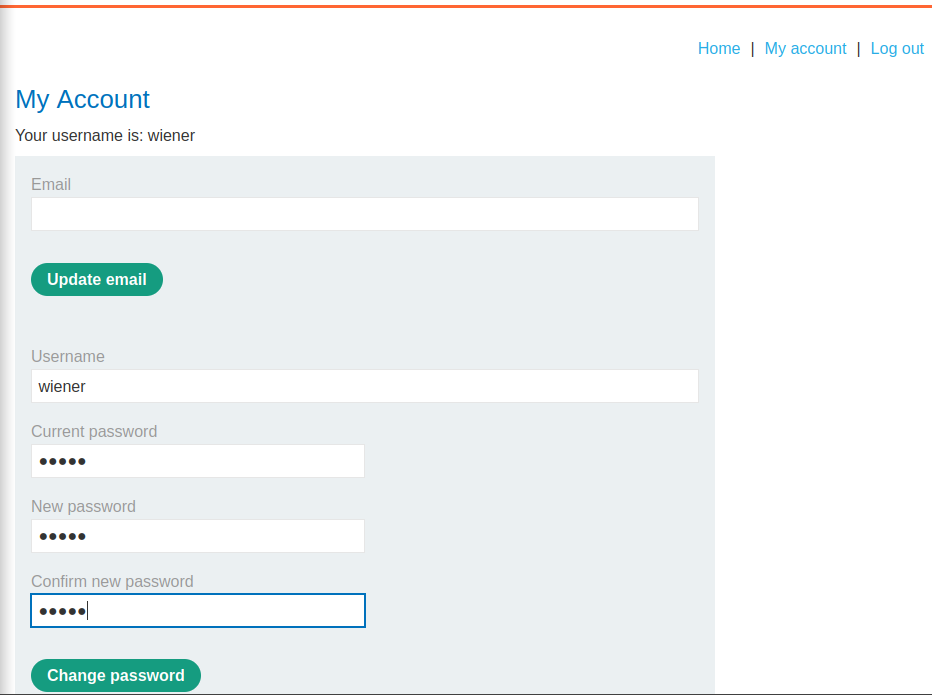 Home | My account | Log out
My Account
Your username is: wiener
Email
Update email
Username
wiener
Current password
●●●●●
New password
●●●●●
Confirm new password
●●●●●
Change password